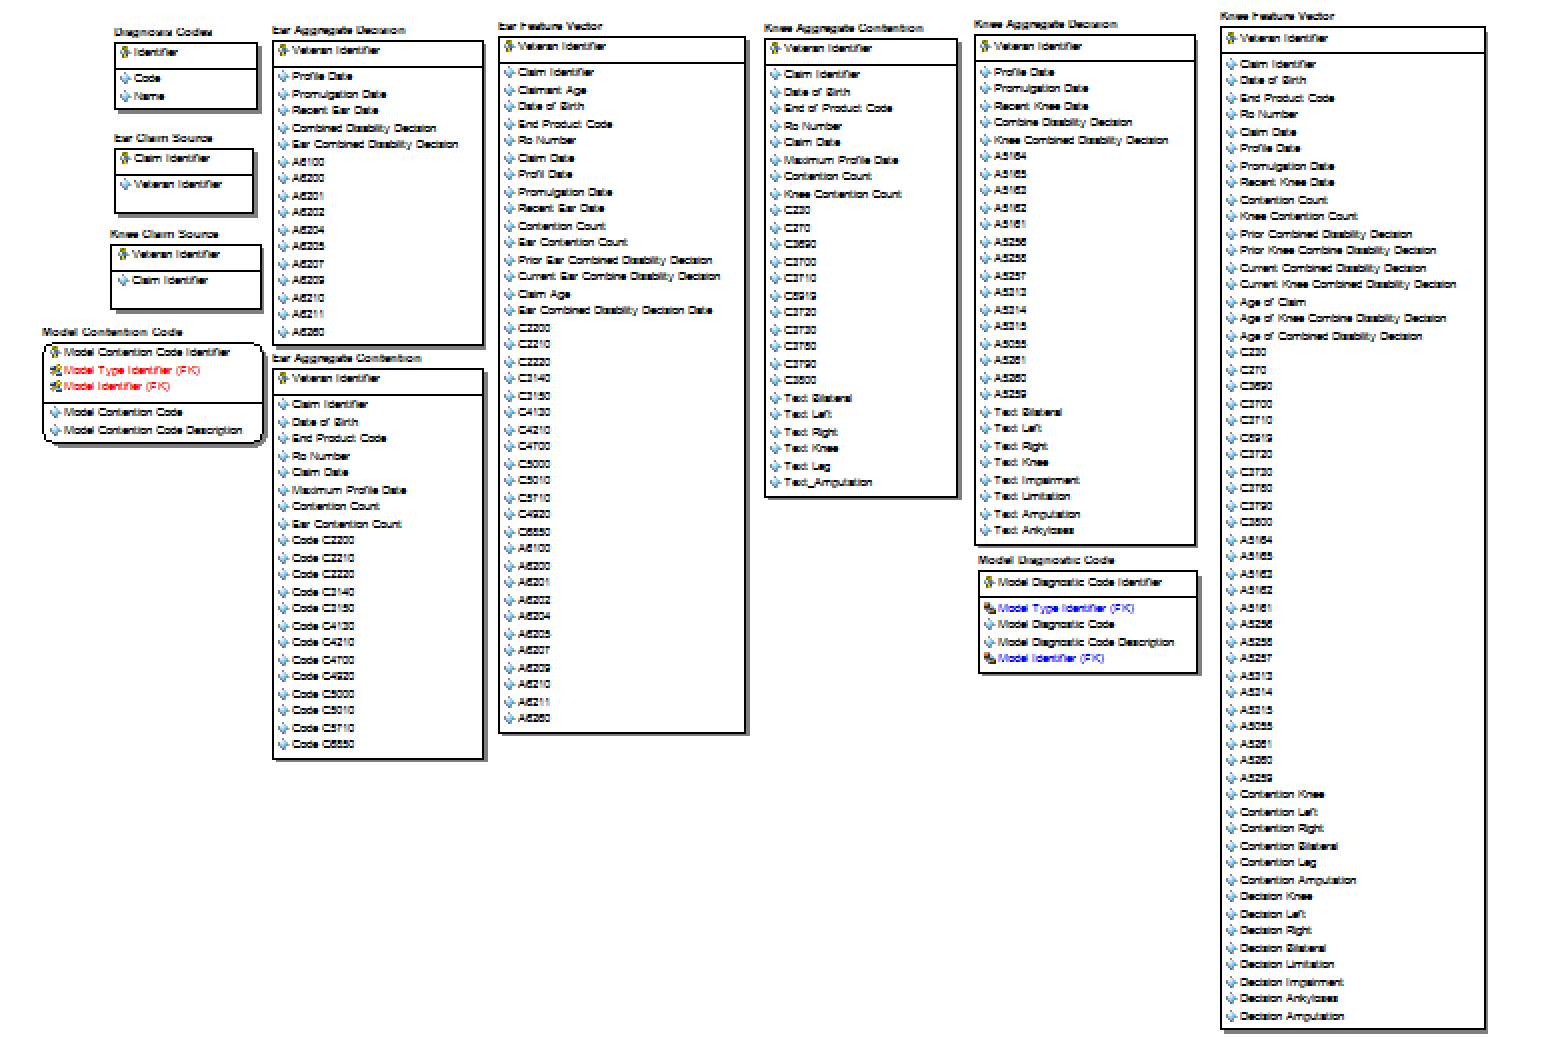 Diagnosis Codes
Identifier
Code
Name
Ear Claim Source
Claim Identifier
Veteran Identifier
Knee Claim Source
Veteran Identifier
Claim Identifier
Model Contention Code
Model Contention Code Identifier
Model Type Identifier (FK)
Model Identifier (FK)
Model Contention Code
Model Contention Code Description
Ear Aggregate Decision
Veteran Identifier
Profile Date
Promulgation Date
Recent Ear Date
Combined Disability Decision
Ear Combined Disability Decision
A6100
A6200
A6201
A6202
A6204
A6205
A6207
A6209
A6210
A6211
A6260
Ear Aggregate Contention
Veteran Identifier
Claim Identifier
Date of Birth
End Product Code
Ro Number
Claim Date
Maximum Profile Date
Contention Count
Ear Contention Count
Code C2200
Code C2210
Code C2220
Code C3140
Code C3150
Code C4130
Code C4210
Code C4700
Code C4920
Code C5000
Code C5010
Code C5710
Code C6850
Ear Feature Vector
Veteran Identifier
Claim Identifier
Claimant Age
Date of Birth
End Product Code
Ro Number
Claim Date
Profil Date
Promulgation Date
Recent Ear Date
Contention Count
Ear Contention Count
Prior Ear Combined Disability Decision
Current Ear Combine Disability Decision
Claim Age
Ear Combined Disability Decision Date
C2200
C2210
C2220
C3140
C3150
C4130
C4210
C4700
C5000
C5010
C5710
C4920
C6850
A6100
A6200
A6201
A6202
A6204
A6205
A6207
A6209
A6210
A6211
A6260
Knee Aggregate Contention
Veteran Identifier
Claim Identifier
Date of Birth
End of Product Code
Ro Number
Claim Date
Maximum Profile Date
Contention Count
Knee Contention Count
C230
C270
C3690
C3700
C3710
C8919
C3720
C3730
C3780
C3790
C3800
Text Bilateral
Text Left
Text Right
Text Knee
Text Leg
Text_Amputation
Knee Aggregate Decision
Veteran Identifier
Profile Date
Promulgation Date
Recent Knee Date
Combine Disability Decision
Knee Combined Disability Decision
A5164
A5165
A5163
A5162
A5161
A5256
A5258
A5257
A5313
A5314
A5315
A5055
A5261
A5260
A5259
Text Bilateral
Text Left
Text Right
Text Knee
Text Impairment
Text Limitation
Text Amputation
Text Ankyloses
Model Diagnostic Code
Model Diagnostic Code Identifier
Model Type Identifier (FK)
Model Diagnostic Code
Model Diagnostic Code Description
Model Identifier (FK)
Knee Feature Vector
Veteran Identifier
Claim Identifier
Date of Birth
End Product Code
Ro Number
Claim Date
Profile Date
Promulgation Date
Recent Knee Date
Contention Count
Knee Contention Count
Prior Combined Disability Decision
Prior Knee Combine Disability Decision
Current Combined Disability Decision
Current Knee Combined Disability Decision
Age of Claim
Age of Knee Combine Disability Decision
Age of Combined Disability Decision
C230
C270
C3690
C3700
C3710
C8919
C3720
C3730
C3780
C3790
C3800
A5164
A5165
A5163
A5162
A5161
A5256
A5258
A5257
A5313
A5314
A5315
A5055
A5261
A5260
A5259
Contention Knee
Contention Left
Contention Right
Contention Bilateral
Contention Leg
Contention Amputation
Decision Knee
Decision Left
Decision Right
Decision Bilateral
Decision Limitation
Decision Impairment
Decision Ankyloses
Decision Amputation